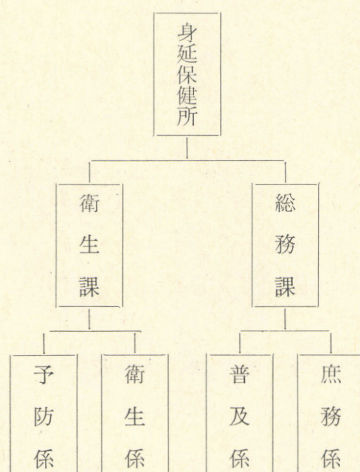 身延保健所
総務課
衛生課
庶務係
普及係
衛生係
予防係